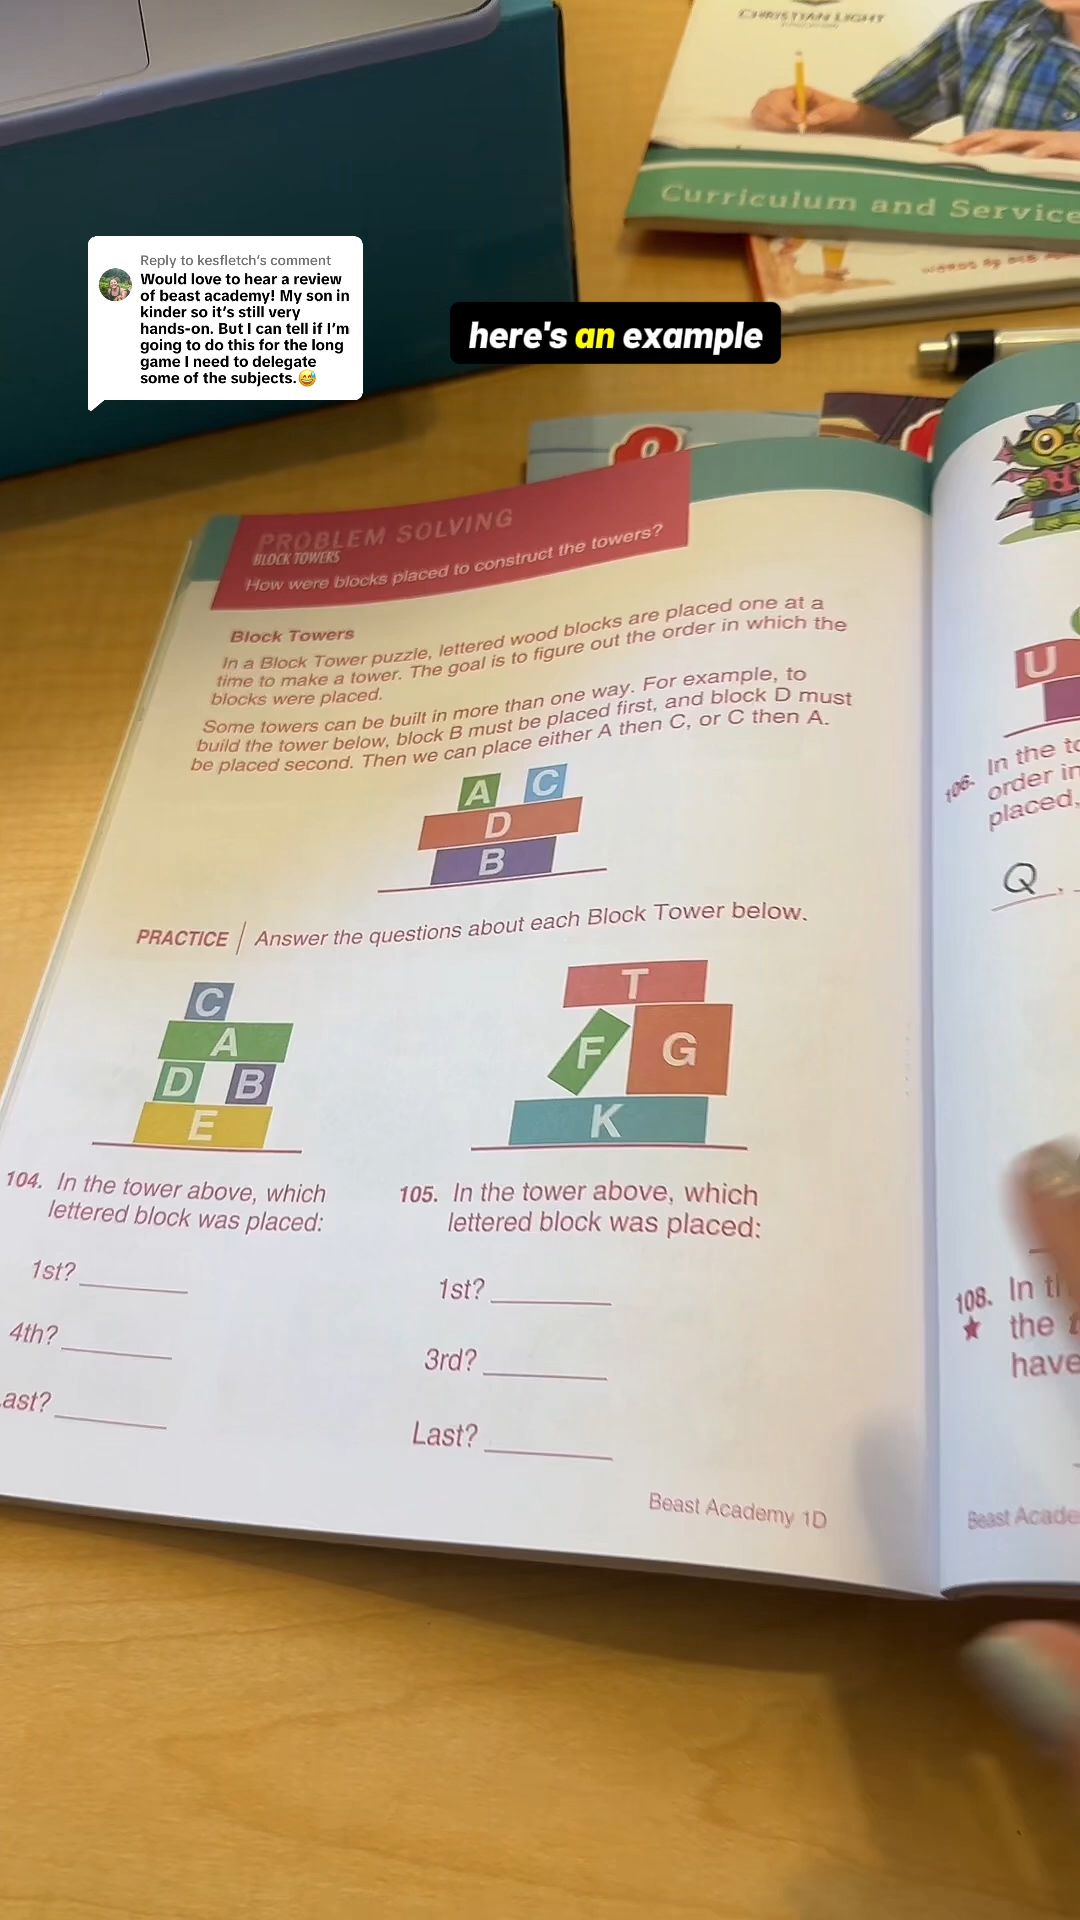 CHRISTIAN LIGHT
Curriculum and Service
Reply to kesfletch's comment
Would love to hear a review
of beast academy! My son in
kinder so it's still very
hands-on. But I can tell if I'm
going to do this for the long
game I need to delegate
some of the subjects.😅
here's an example
PROBLEM SOLVING
BLOCK TOWERS
How were blocks placed to construct the towers?
Block Towers
In a Block Tower puzzle, lettered wood blocks are placed one at a
time to make a tower. The goal is to figure out the order in which the
blocks were placed.
Some towers can be built in more than one way. For example, to
build the tower below, block B must be placed first, and block D must
be placed second. Then we can place either A then C, or C then A.
A C
D
B
PRACTICE Answer the questions about each Block Tower below.
C
A
D B
E
T
F G
K
104. In the tower above, which
lettered block was placed:
1st?
4th?
ast?
105. In the tower above, which
lettered block was placed:
1st?
3rd?
Last?
Beast Academy 1D
U
106. In the to
order in
placed,
Q
108. In t
★ the
have
Beast Acade